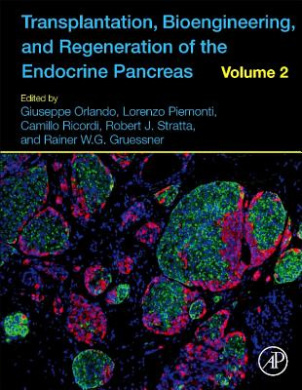 Transplantation, Bioengineering,
and Regeneration of the
Endocrine Pancreas
Volume 2
Edited by
Giuseppe Orlando, Lorenzo Piemonti,
Camillo Ricordi, Robert J. Stratta,
and Rainer W.G. Gruessner
AP